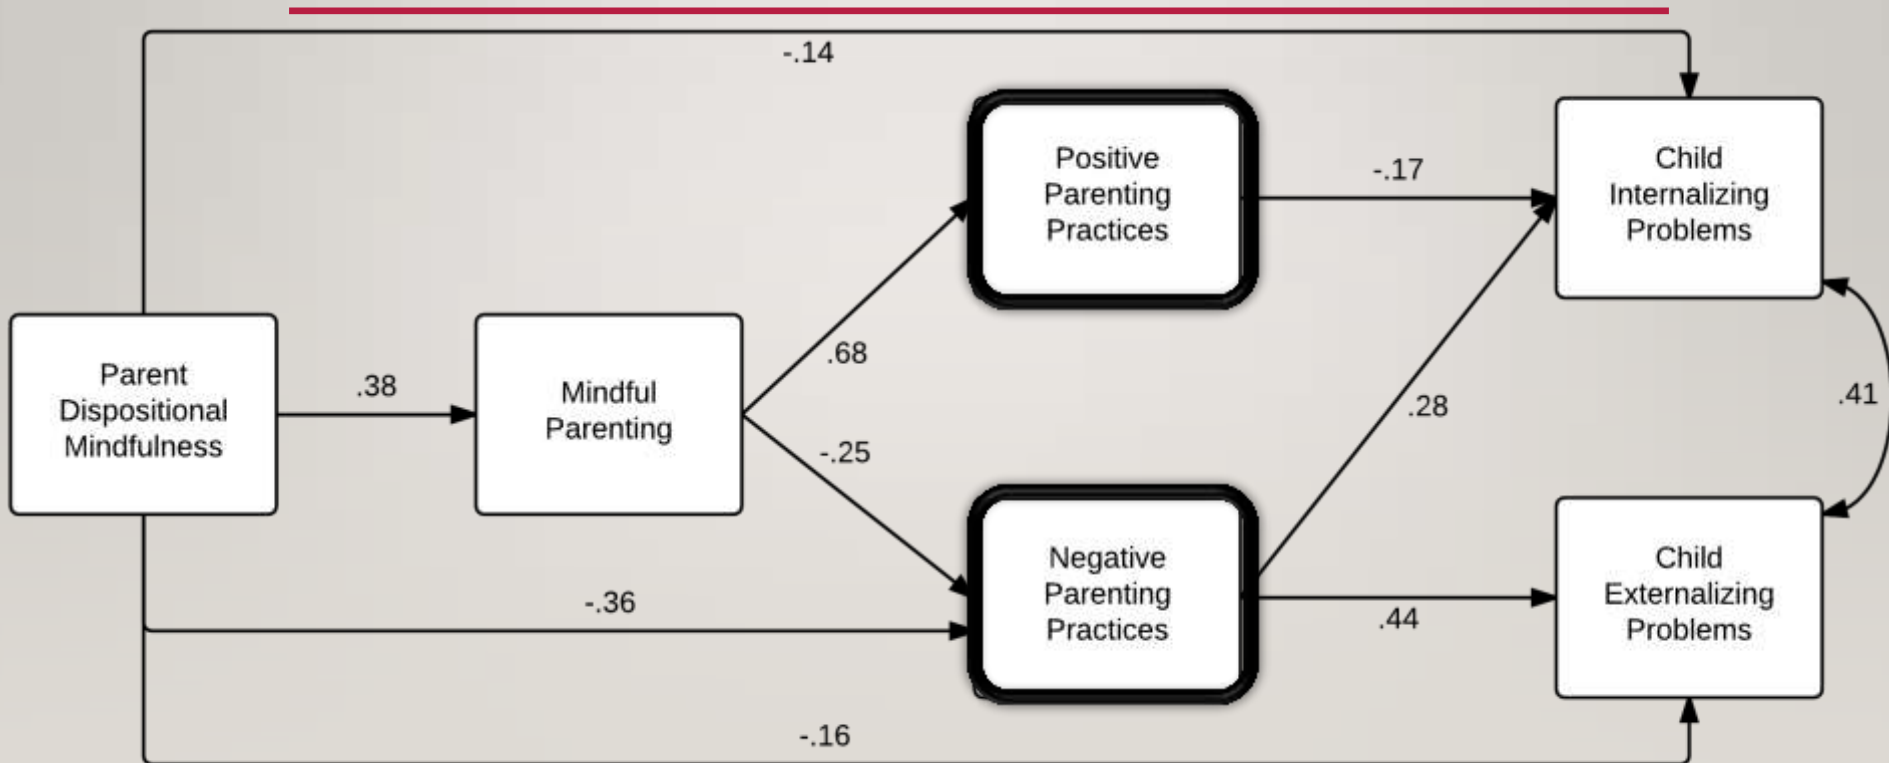 -.14
Positive
Parenting
Practices
-.17
Child
Internalizing
Problems
Parent
Dispositional
Mindfulness
.38
Mindful
Parenting
.68
-.25
.28
.41
-.36
Negative
Parenting
Practices
.44
Child
Externalizing
Problems
-.16